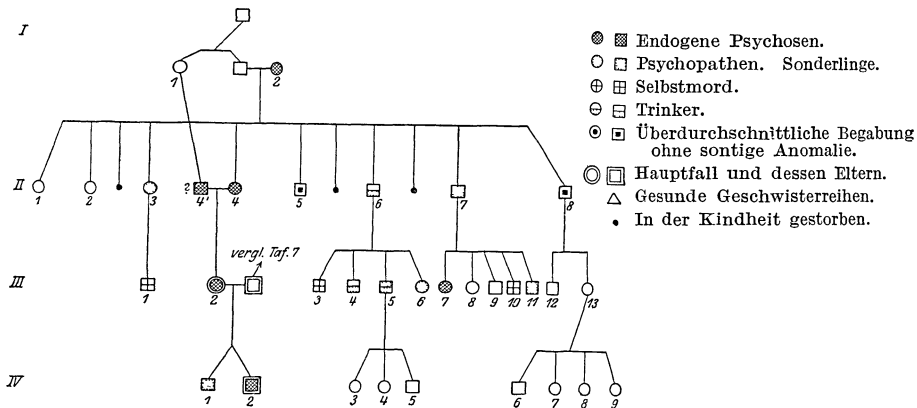 I
1 2
II
1 2 3 ? 4' 4 5 6 7 8
vergl. Taf. 7
III
1 2 3 4 5 6 7 8 9 10 11 12 13
IV
1 2 3 4 5 6 7 8 9
Endogene Psychosen.
Psychopathen. Sonderlinge.
Selbstmord.
Trinker.
Überdurchschnittliche Begabung
ohne sontige Anomalie.
Hauptfall und dessen Eltern.
Gesunde Geschwisterreihen.
In der Kindheit gestorben.